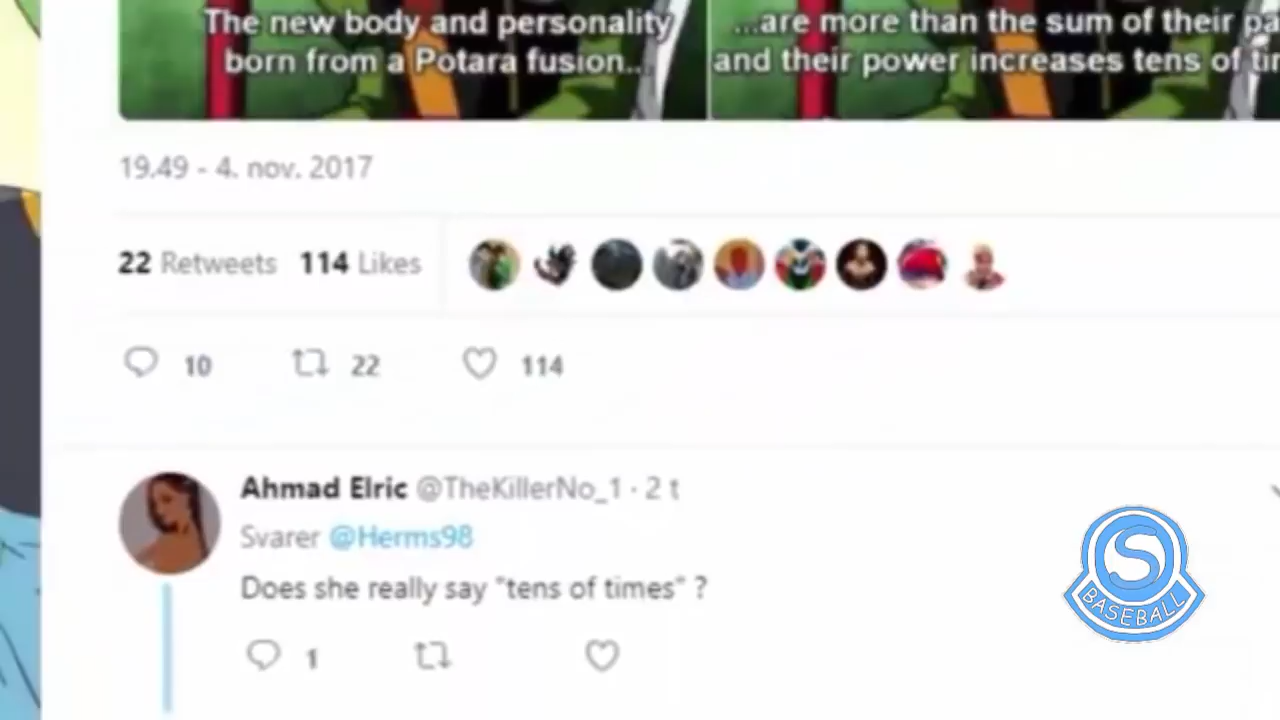 The new body and personality
born from a Potara fusion...
...are more than the sum of their
and their power increases tens of
19.49 - 4. nov. 2017
22 Retweets 114 Likes
10 22 114
Ahmad Elric @TheKillerNo_1 · 2 t
Svarer @Herms98
Does she really say "tens of times" ?
1
S
BASEBALL